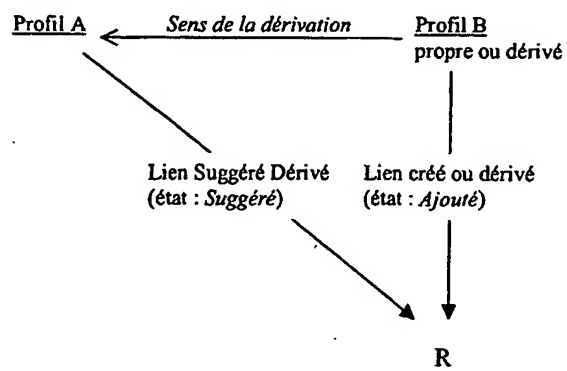 Profil A
Sens de la dérivation
Profil B
propre ou dérivé
Lien Suggéré Dérivé
(état : Suggéré)
Lien créé ou dérivé
(état : Ajouté)
R